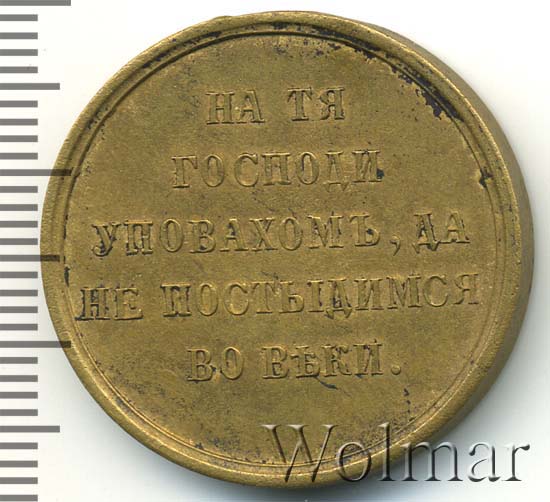 НА ТЯ
ГОСПОДИ
УПОВАХОМЪ, ДА
НЕ ПОСТЫДИМСЯ
ВО ВѢКИ.
Wolmar